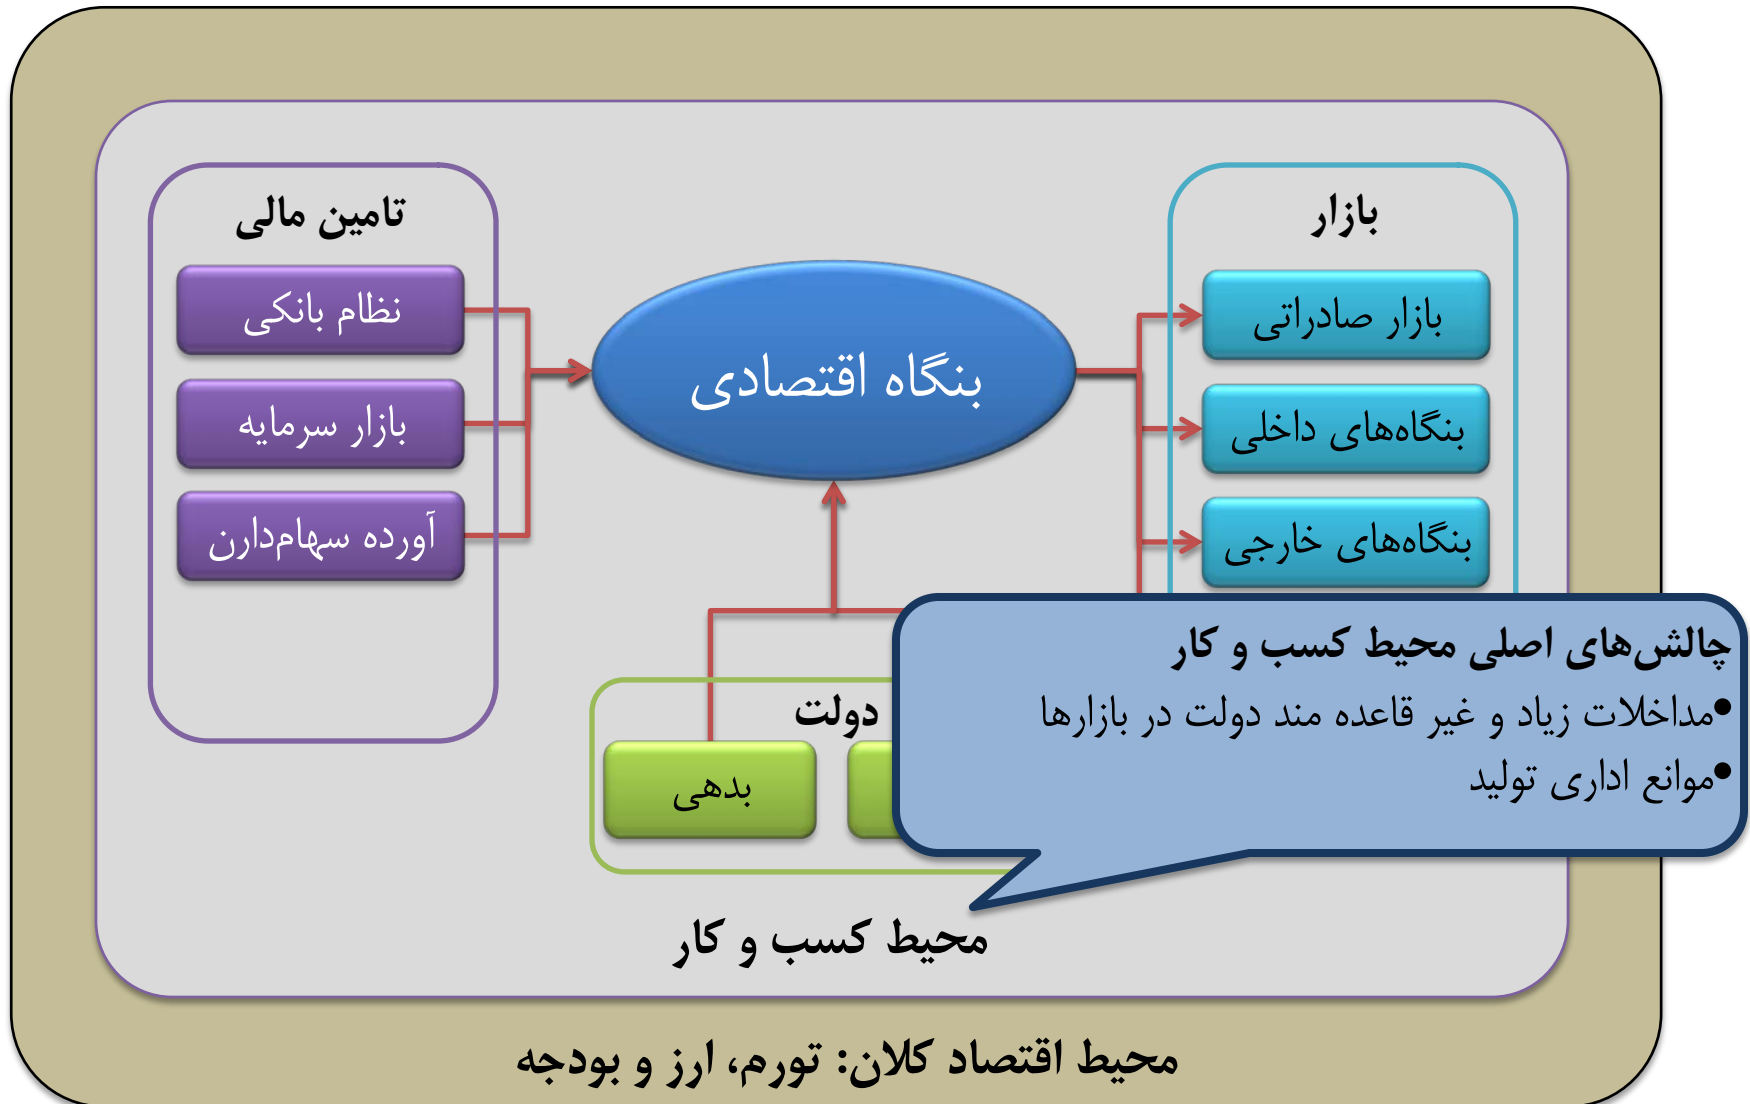 بازار
بازار صادراتی
بنگاه‌های داخلی
بنگاه‌های خارجی
بنگاه اقتصادی
تامین مالی
نظام بانکی
بازار سرمایه
آورده سهام‌دارن
دولت
بدهی
چالش‌های اصلی محیط کسب و کار
•مداخلات زیاد و غیر قاعده مند دولت در بازارها
•موانع اداری تولید
محیط کسب و کار
محیط اقتصاد کلان: تورم، ارز و بودجه